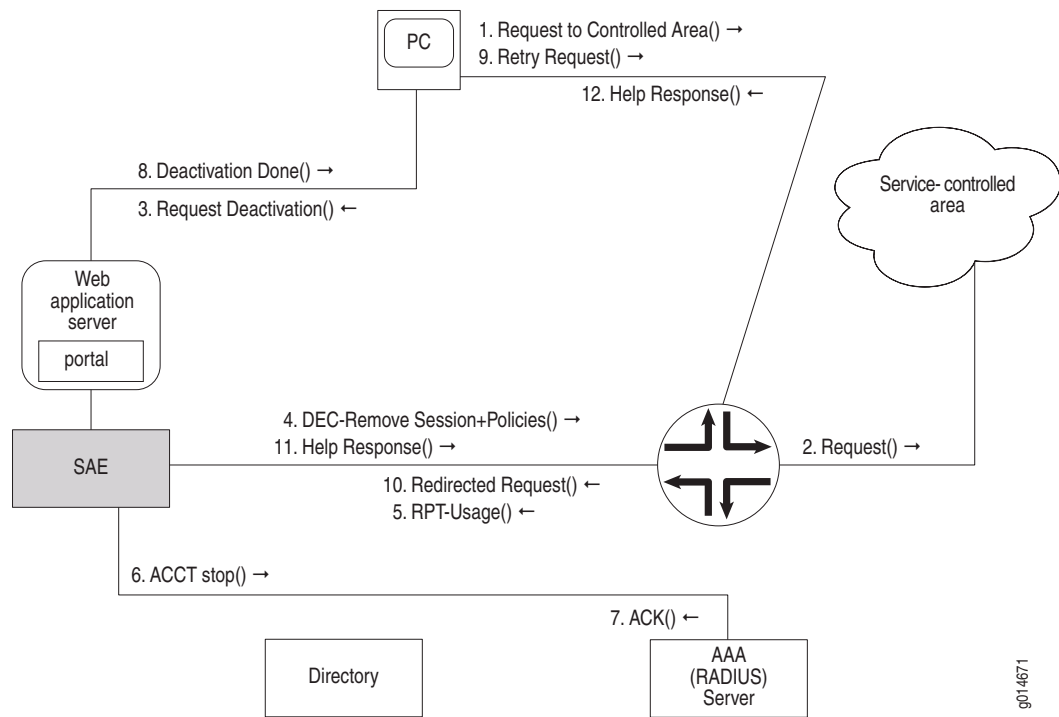 PC
1. Request to Controlled Area() →
9. Retry Request() →
12. Help Response() ←
8. Deactivation Done() →
3. Request Deactivation() ←
Service- controlled
area
Web
application
server
portal
4. DEC-Remove Session+Policies() →
11. Help Response() →
SAE
2. Request() →
10. Redirected Request() ←
5. RPT-Usage() ←
6. ACCT stop() →
7. ACK() ←
Directory
AAA
(RADIUS)
Server
g014671